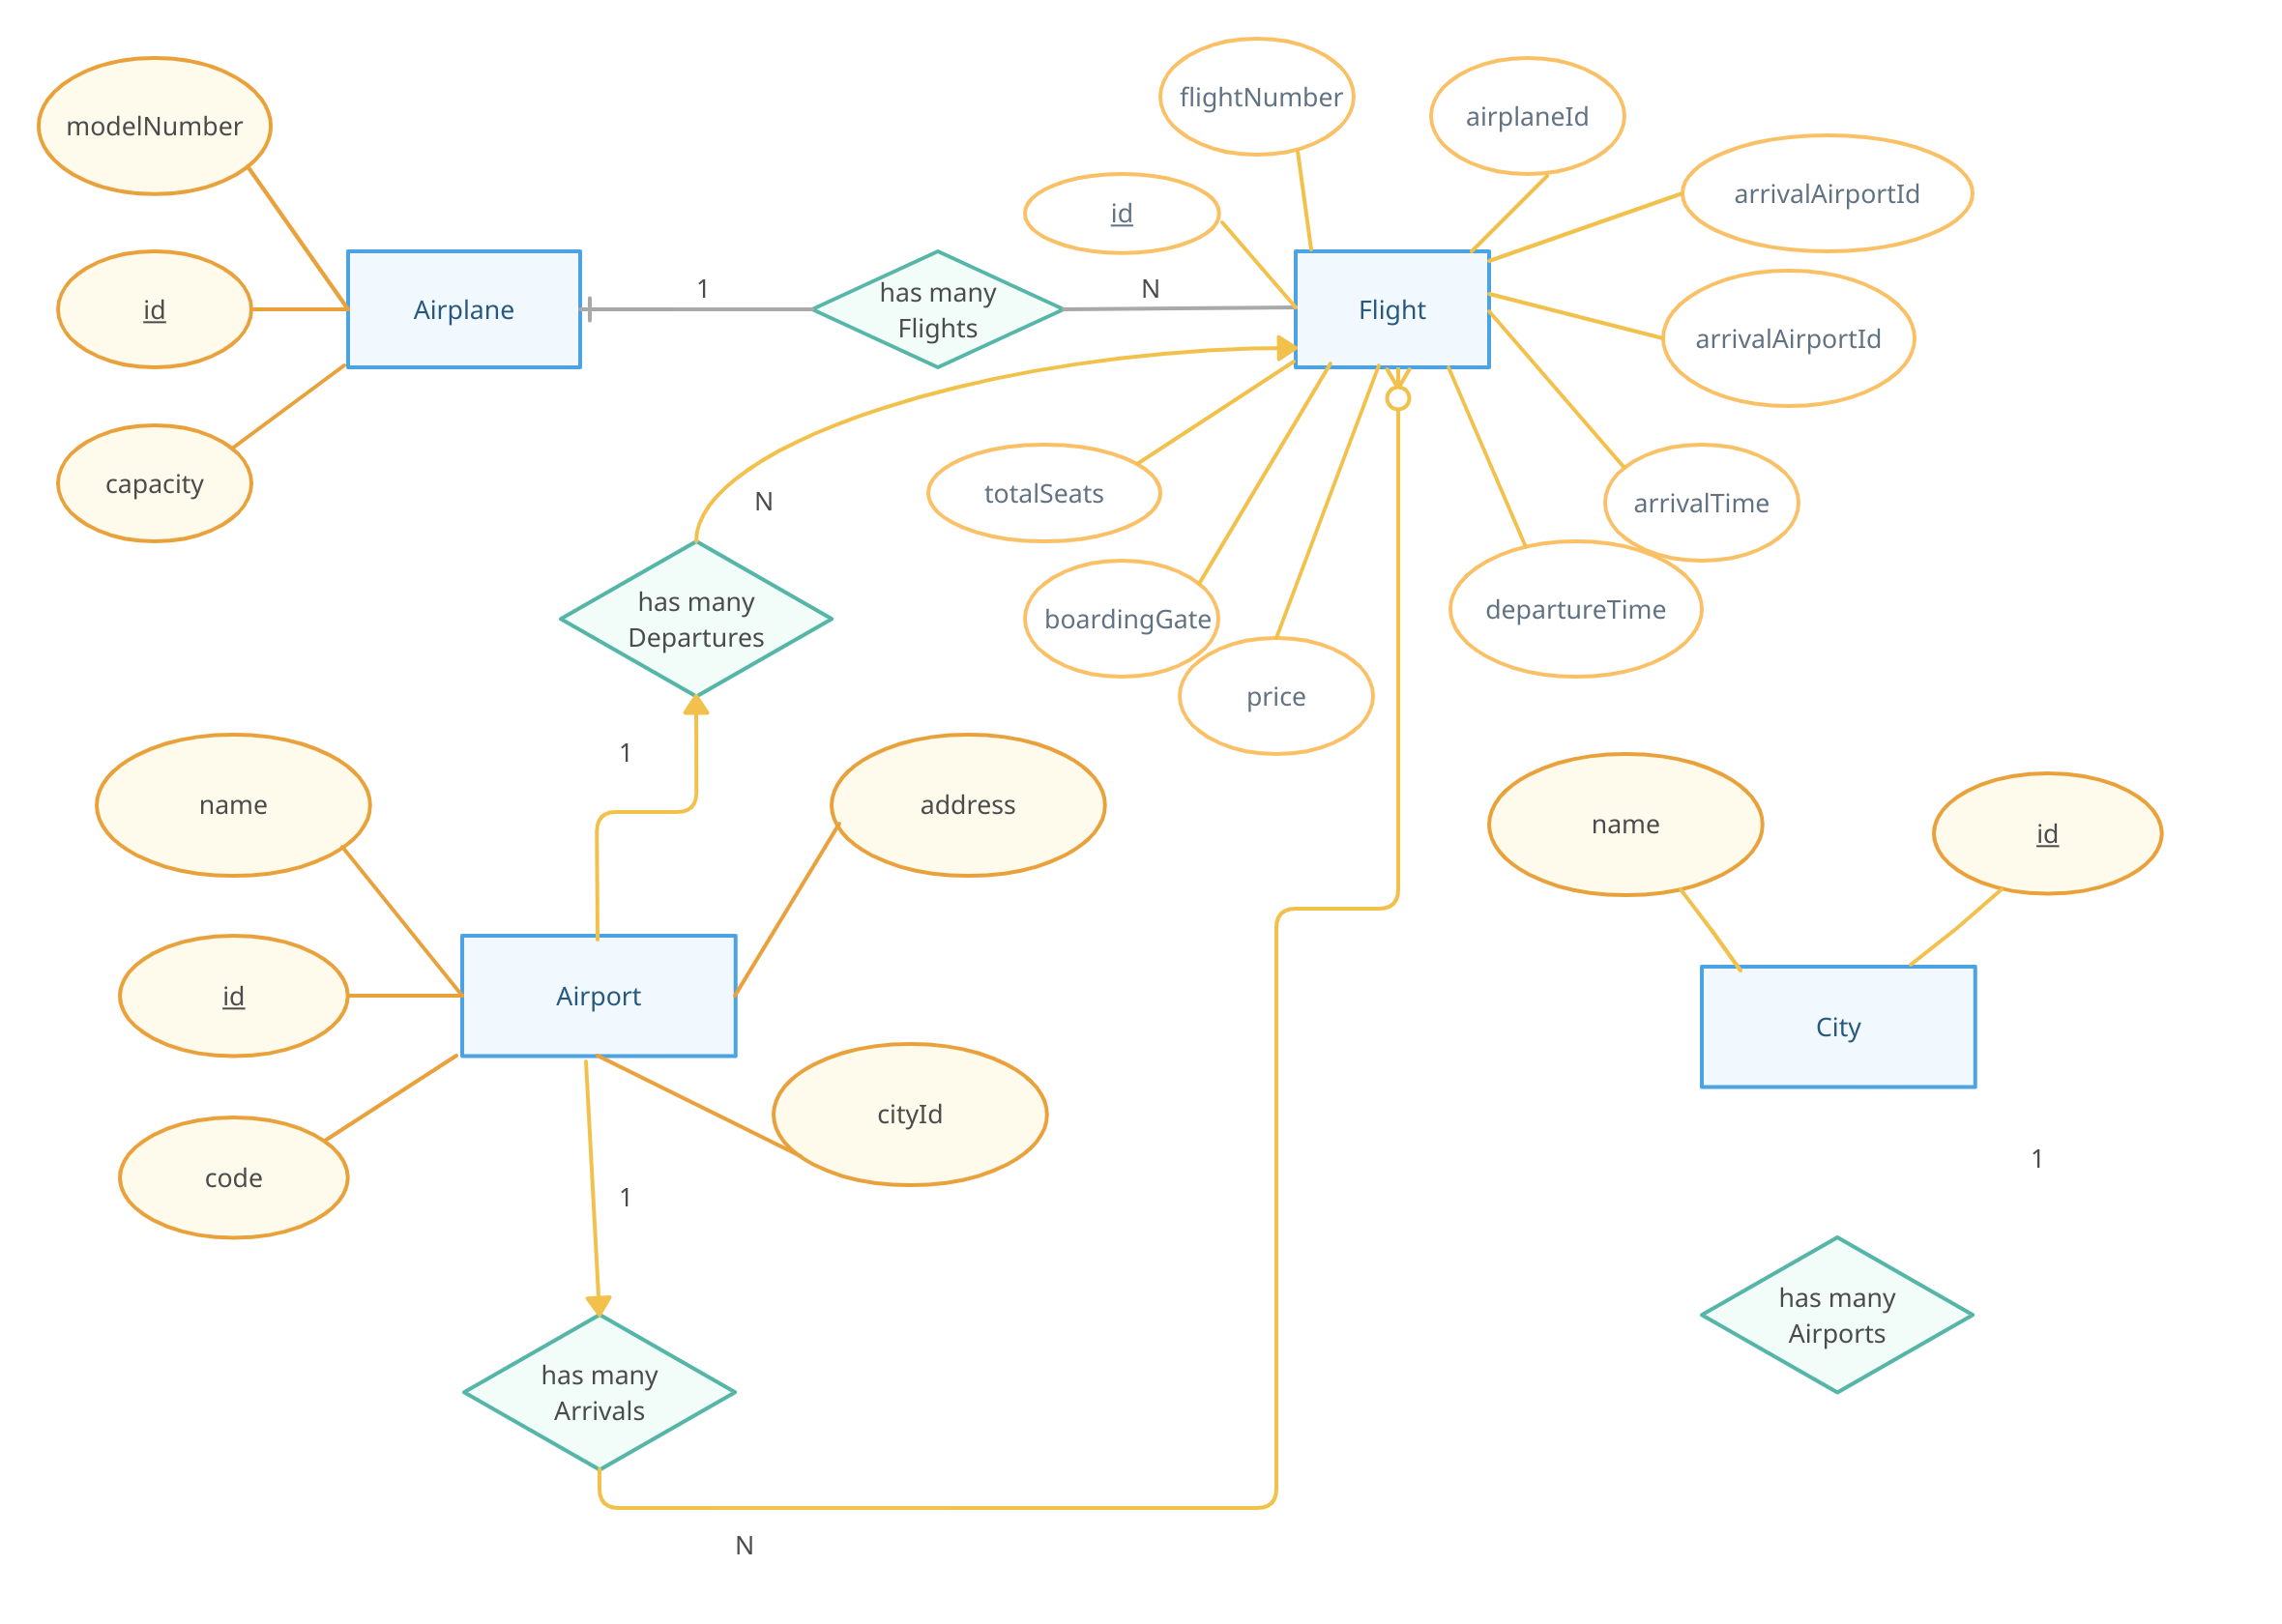 flightNumber
airplaneId
modelNumber
arrivalAirportId
id
1
has many
Flights
N
id
Airplane
Flight
arrivalAirportId
capacity
N
totalSeats
arrivalTime
has many
Departures
boardingGate
departureTime
price
1
name
address
name
id
id
Airport
City
cityId
code
1
1
has many
Airports
has many
Arrivals
N